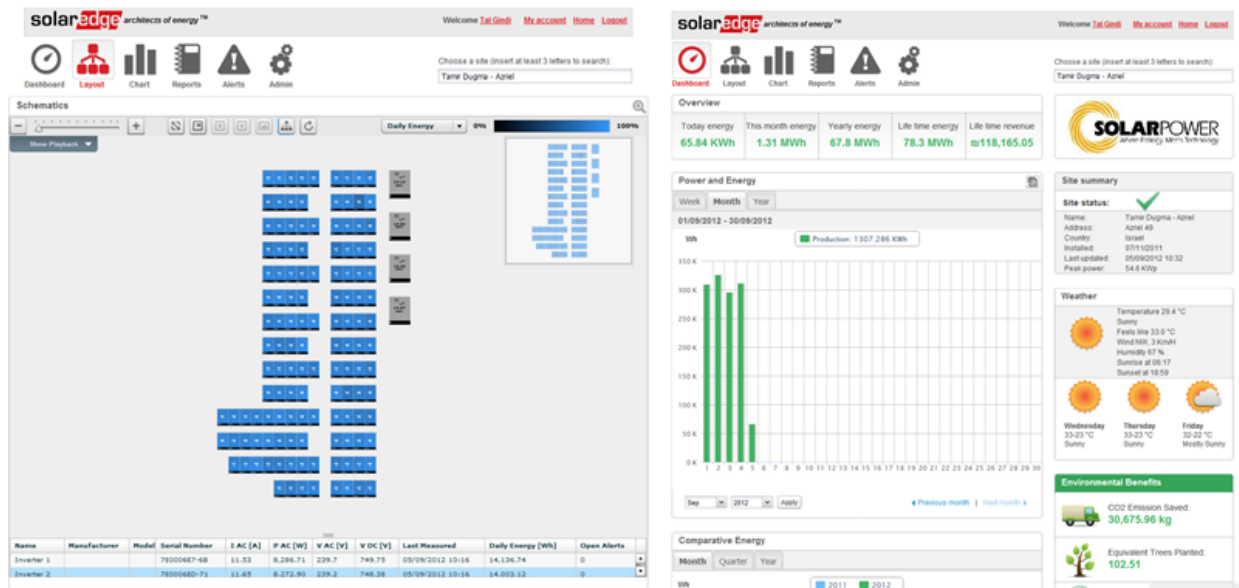 solaredge architects of energy ™
Welcome Tal Gindi My account Home Logout
Dashboard Layout Chart Reports Alerts Admin
Choose a site (insert at least 3 letters to search):
Tamir Dugma - Azriel
Schematics
Show Playback
Daily Energy 0% 100%
Name Manufacturer Model Serial Number I AC [A] P AC [W] V AC [V] V DC [V] Last Measured Daily Energy [Wh] Open Alerts
Inverter 1 11.53 8,286.71 239.7 749.75 05/09/2012 10:16 14,136.74 0
Inverter 2 11.65 8,272.90 239.2 748.38 05/09/2012 10:16 14,003.12 0
solaredge architects of energy ™
Welcome Tal Gindi My account Home Logout
Dashboard Layout Chart Reports Alerts Admin
Choose a site (insert at least 3 letters to search):
Tamir Dugma - Azriel
Overview
Today energy This month energy Yearly energy Life time energy Life time revenue
65.84 KWh 1.31 MWh 67.8 MWh 78.3 MWh ₪118,165.05
Power and Energy
Week Month Year
01/09/2012 - 30/09/2012
Wh
Production: 1307.286 KWh
350 K
300 K
250 K
200 K
150 K
100 K
50 K
0 K
1 2 3 4 5 6 7 8 9 10 11 12 13 14 15 16 17 18 19 20 21 22 23 24 25 26 27 28 29 30
Sep 2012 Apply Previous month | Next month
Comparative Energy
Month Quarter Year
Wh
2011 2012
SOLARPOWER
Where Energy Meets Technology
Site summary
Site status:
Name: Tamir Dugma - Azriel
Address: Azriel 49
Country: Israel
Installed: 07/11/2011
Last updated: 05/09/2012 10:32
Peak power: 54.6 KWp
Weather
Temperature 29.4 °C
Sunny
Feels like 33.0 °C
Wind NW, 3 Km/H
Humidity 67 %
Sunrise at 06:17
Sunset at 18:59
Wednesday Thursday Friday
33-23 °C 33-23 °C 32-22 °C
Sunny Sunny Mostly Sunny
Environmental Benefits
CO2 Emission Saved:
30,675.96 kg
Equivalent Trees Planted:
102.51